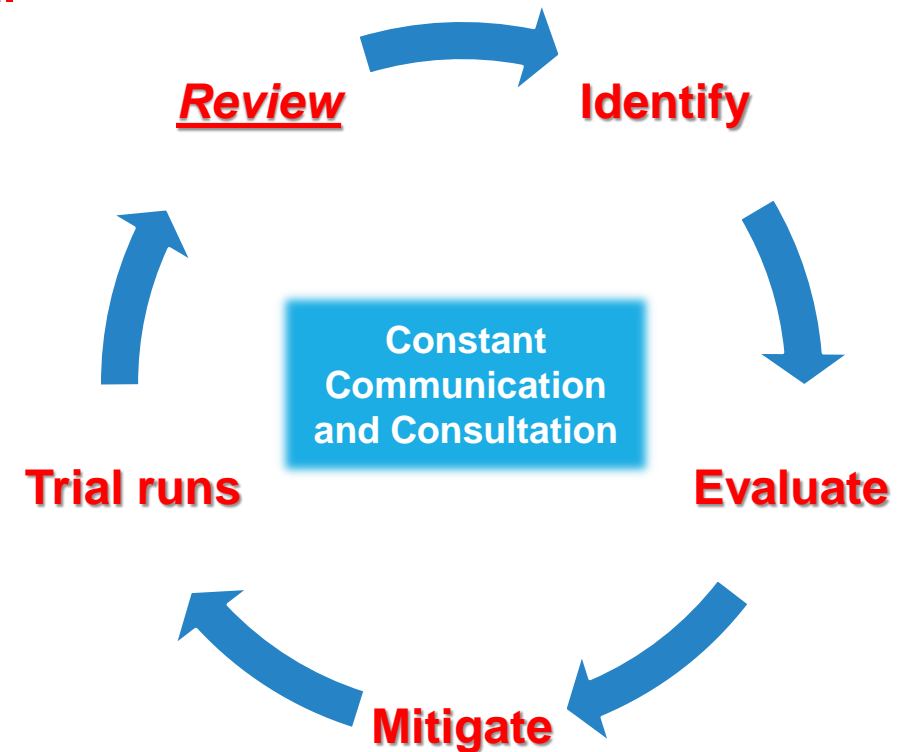 Review
Identify
Constant
Communication
and Consultation
Trial runs
Evaluate
Mitigate